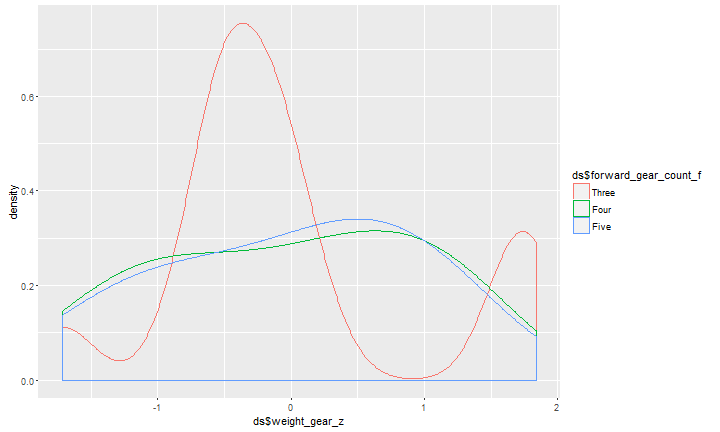 density
0.6
0.4
0.2
0.0
-1
0
1
2
ds$weight_gear_z
ds$forward_gear_count_f
Three
Four
Five